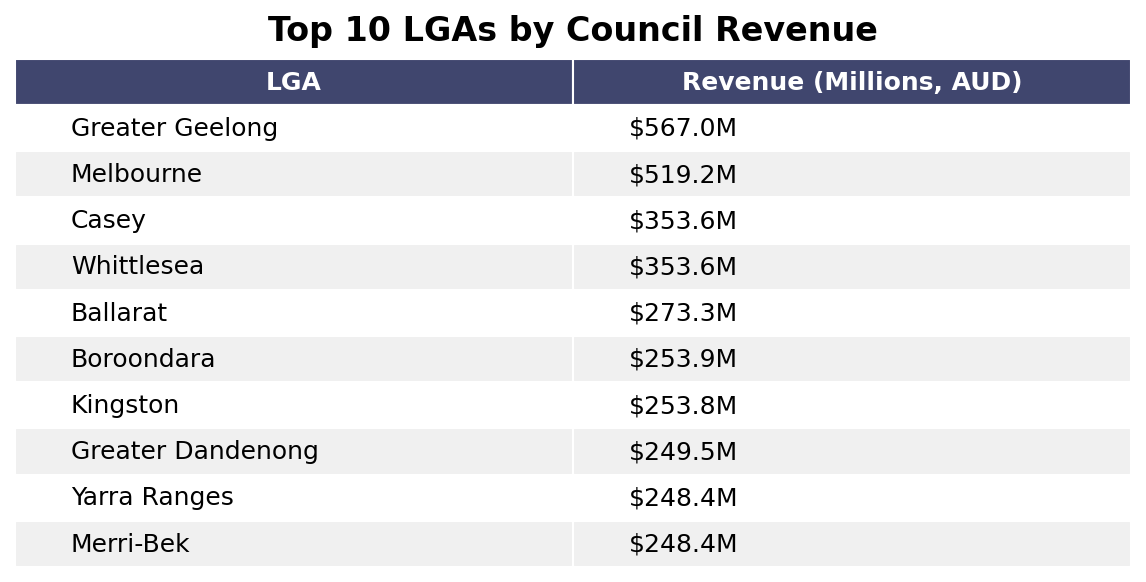 Top 10 LGAs by Council Revenue
LGA Revenue (Millions, AUD)
Greater Geelong $567.0M
Melbourne $519.2M
Casey $353.6M
Whittlesea $353.6M
Ballarat $273.3M
Boroondara $253.9M
Kingston $253.8M
Greater Dandenong $249.5M
Yarra Ranges $248.4M
Merri-Bek $248.4M